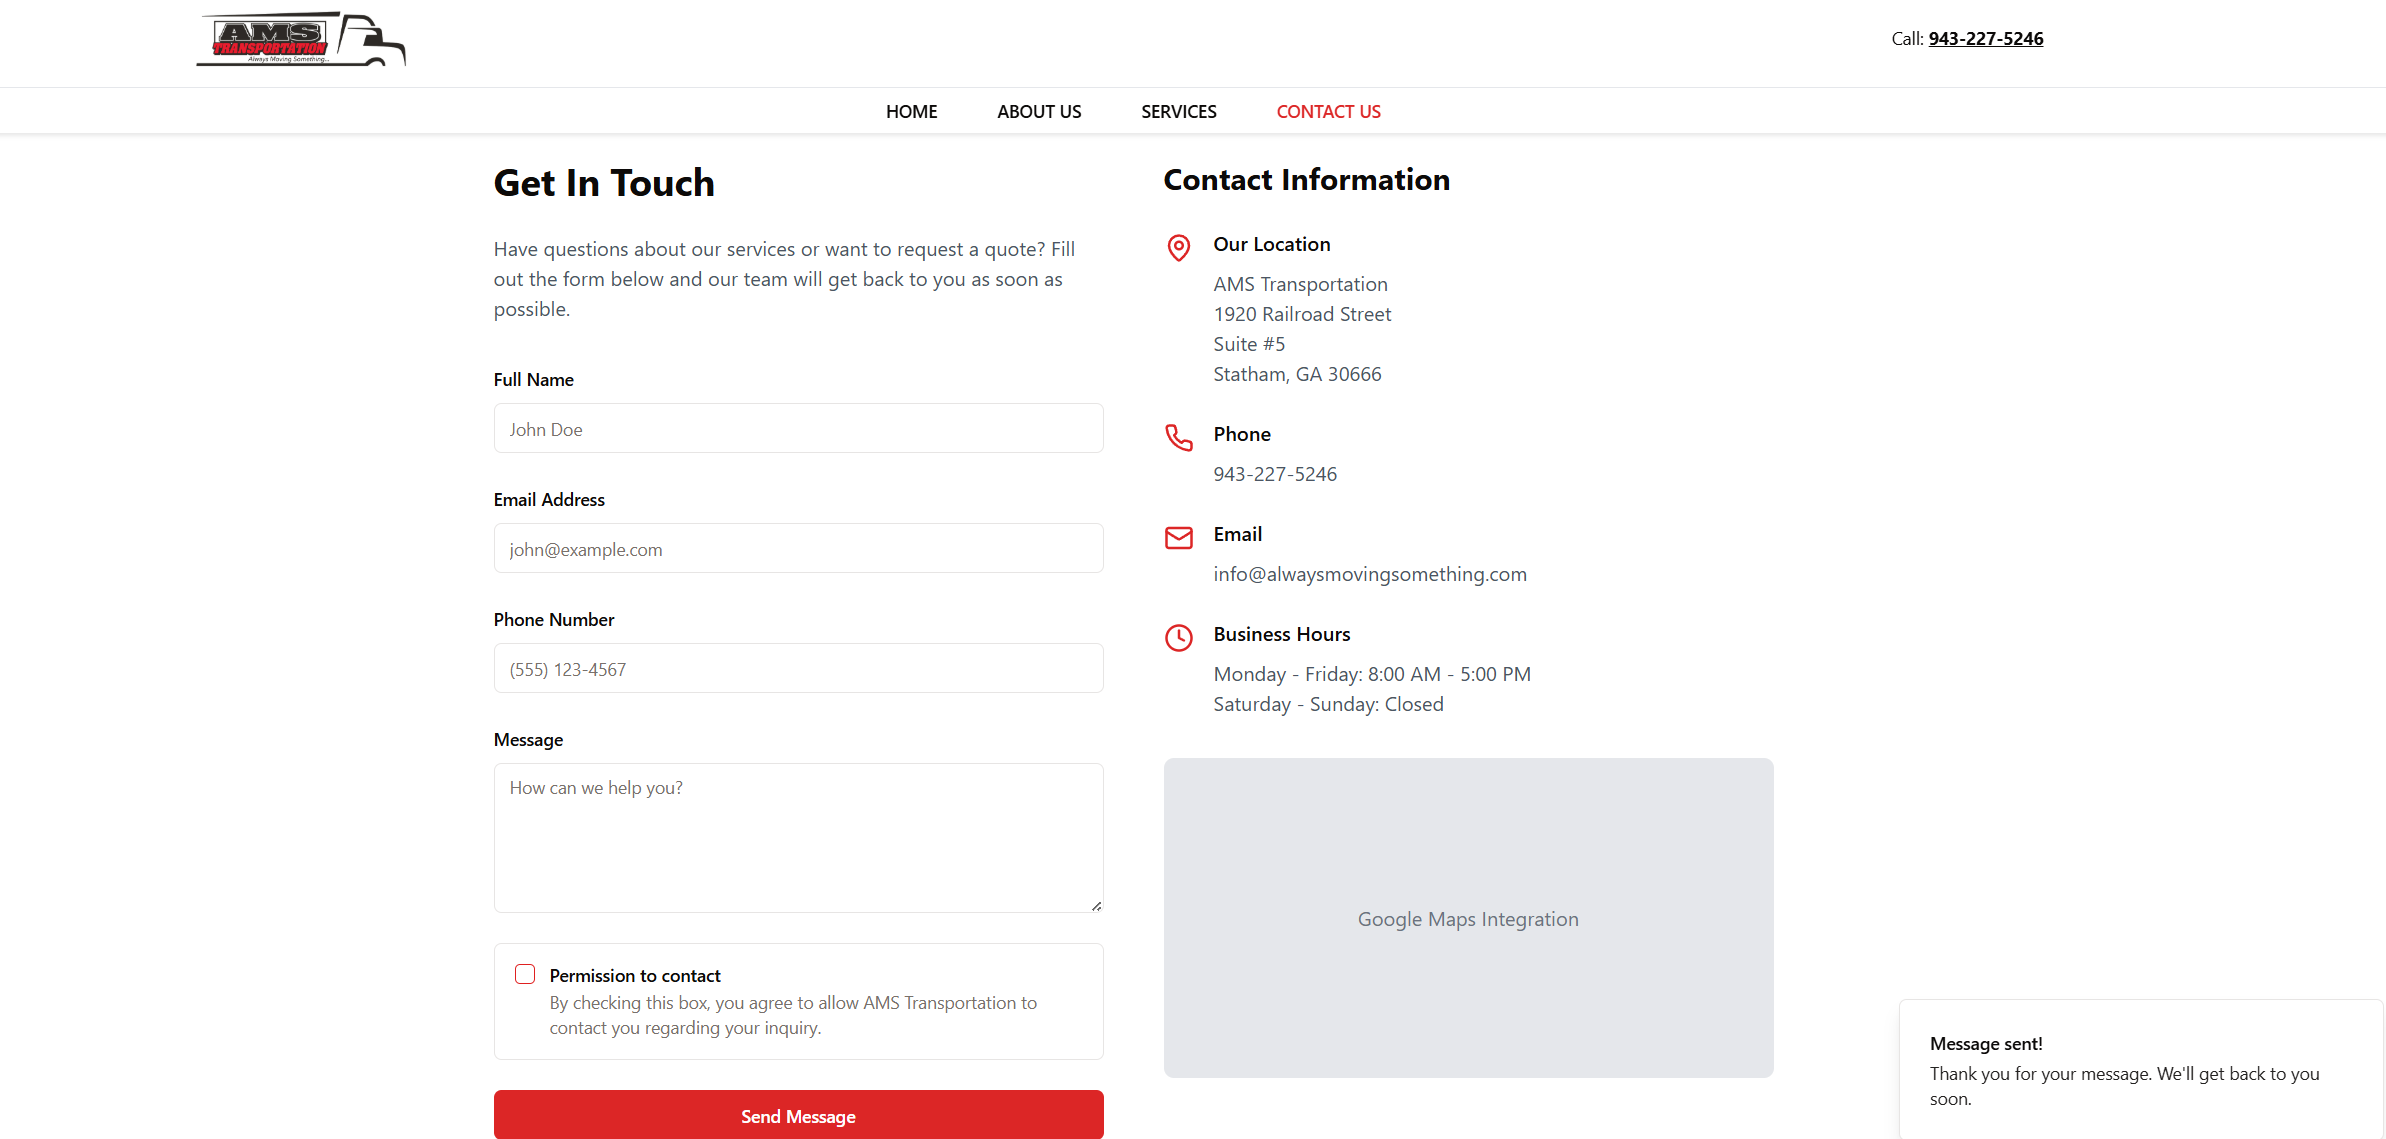 AMS
TRANSPORTATION
Always Moving Something...
Call: 943-227-5246
HOME
ABOUT US
SERVICES
CONTACT US
Get In Touch
Have questions about our services or want to request a quote? Fill
out the form below and our team will get back to you as soon as
possible.
Full Name
John Doe
Email Address
john@example.com
Phone Number
(555) 123-4567
Message
How can we help you?
Permission to contact
By checking this box, you agree to allow AMS Transportation to
contact you regarding your inquiry.
Send Message
Contact Information
Our Location
AMS Transportation
1920 Railroad Street
Suite #5
Statham, GA 30666
Phone
943-227-5246
Email
info@alwaysmovingsomething.com
Business Hours
Monday - Friday: 8:00 AM - 5:00 PM
Saturday - Sunday: Closed
Google Maps Integration
Message sent!
Thank you for your message. We'll get back to you
soon.